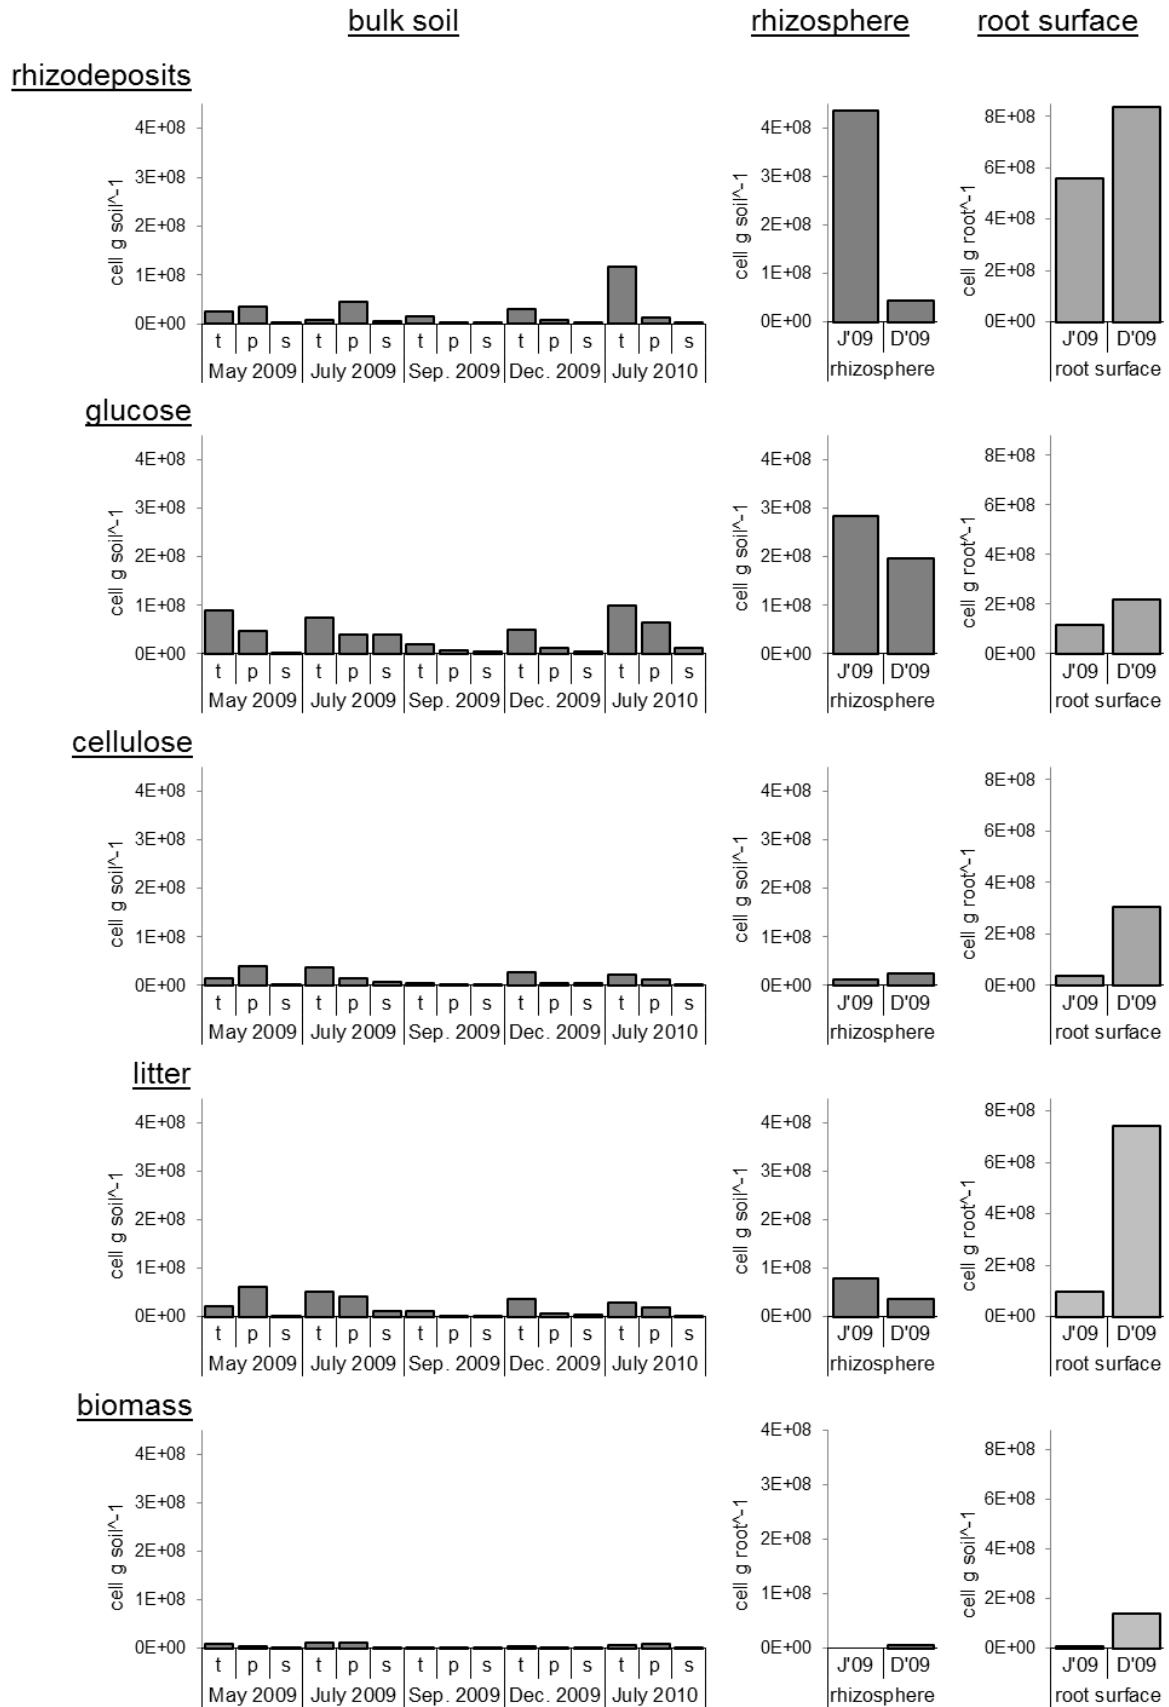 bulk soil rhizosphere root surface
rhizodeposits
4E+08
3E+08
2E+08
1E+08
0E+00
cell g soil^-1
t p s t p s t p s t p s t p s
May 2009 July 2009 Sep. 2009 Dec. 2009 July 2010
4E+08
3E+08
2E+08
1E+08
0E+00
cell g soil^-1
J'09 D'09
rhizosphere
8E+08
6E+08
4E+08
2E+08
0E+00
cell g root^-1
J'09 D'09
root surface
glucose
4E+08
3E+08
2E+08
1E+08
0E+00
cell g soil^-1
t p s t p s t p s t p s t p s
May 2009 July 2009 Sep. 2009 Dec. 2009 July 2010
4E+08
3E+08
2E+08
1E+08
0E+00
cell g soil^-1
J'09 D'09
rhizosphere
8E+08
6E+08
4E+08
2E+08
0E+00
cell g root^-1
J'09 D'09
root surface
cellulose
4E+08
3E+08
2E+08
1E+08
0E+00
cell g soil^-1
t p s t p s t p s t p s t p s
May 2009 July 2009 Sep. 2009 Dec. 2009 July 2010
4E+08
3E+08
2E+08
1E+08
0E+00
cell g soil^-1
J'09 D'09
rhizosphere
8E+08
6E+08
4E+08
2E+08
0E+00
cell g root^-1
J'09 D'09
root surface
litter
4E+08
3E+08
2E+08
1E+08
0E+00
cell g soil^-1
t p s t p s t p s t p s t p s
May 2009 July 2009 Sep. 2009 Dec. 2009 July 2010
4E+08
3E+08
2E+08
1E+08
0E+00
cell g soil^-1
J'09 D'09
rhizosphere
8E+08
6E+08
4E+08
2E+08
0E+00
cell g root^-1
J'09 D'09
root surface
biomass
4E+08
3E+08
2E+08
1E+08
0E+00
cell g soil^-1
t p s t p s t p s t p s t p s
May 2009 July 2009 Sep. 2009 Dec. 2009 July 2010
4E+08
3E+08
2E+08
1E+08
0E+00
cell g root^-1
J'09 D'09
rhizosphere
8E+08
6E+08
4E+08
2E+08
0E+00
cell g soil^-1
J'09 D'09
root surface